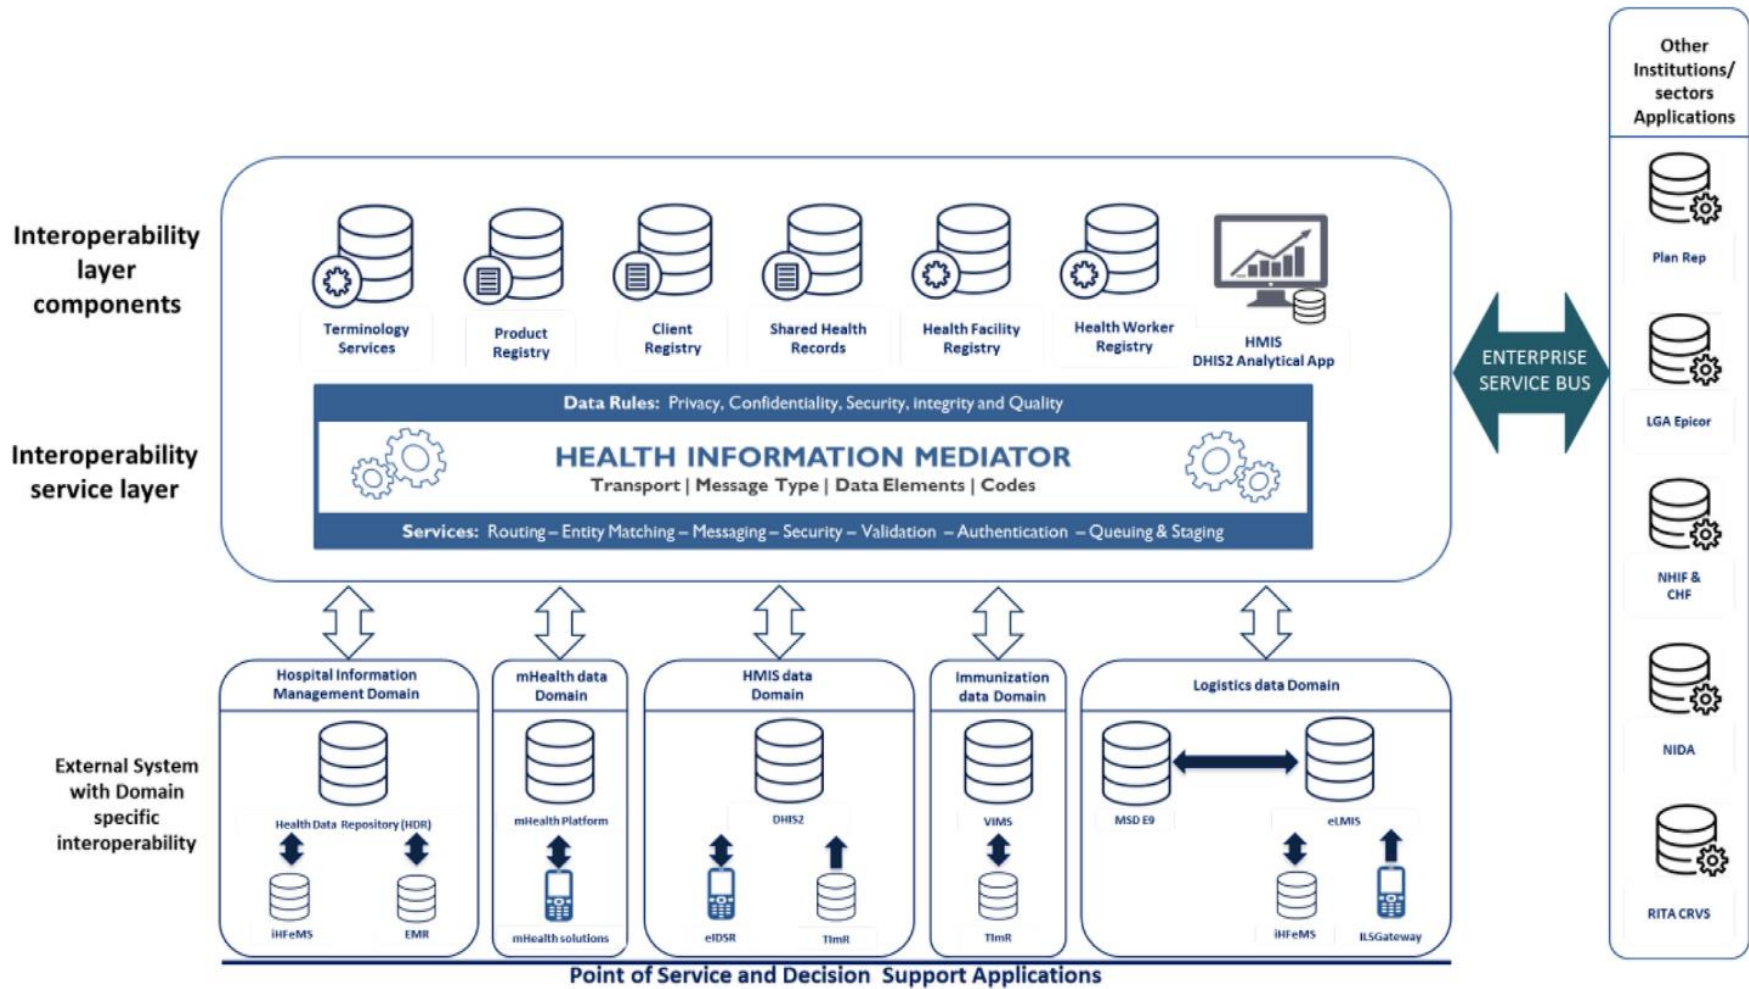 Other
Institutions/
sectors
Applications
Plan Rep
LGA Epicor
NHIF &
CHF
NIDA
RITA CRVS
ENTERPRISE
SERVICE BUS
Interoperability
layer
components
Terminology
Services
Product
Registry
Client
Registry
Shared Health
Records
Health Facility
Registry
Health Worker
Registry
HMIS
DHIS2 Analytical App
Interoperability
service layer
Data Rules: Privacy, Confidentiality, Security, integrity and Quality
HEALTH INFORMATION MEDIATOR
Transport | Message Type | Data Elements | Codes
Services: Routing – Entity Matching – Messaging – Security – Validation – Authentication – Queuing & Staging
External System
with Domain
specific
interoperability
Hospital Information
Management Domain
Health Data Repository (HDR)
iHFeMS
EMR
mHealth data
Domain
mHealth Platform
mHealth solutions
HMIS data
Domain
DHIS2
eIDSR
TImR
Immunization
data Domain
VIMS
TImR
Logistics data Domain
MSD E9
eLMIS
iHFeMS
ILSGateway
Point of Service and Decision Support Applications